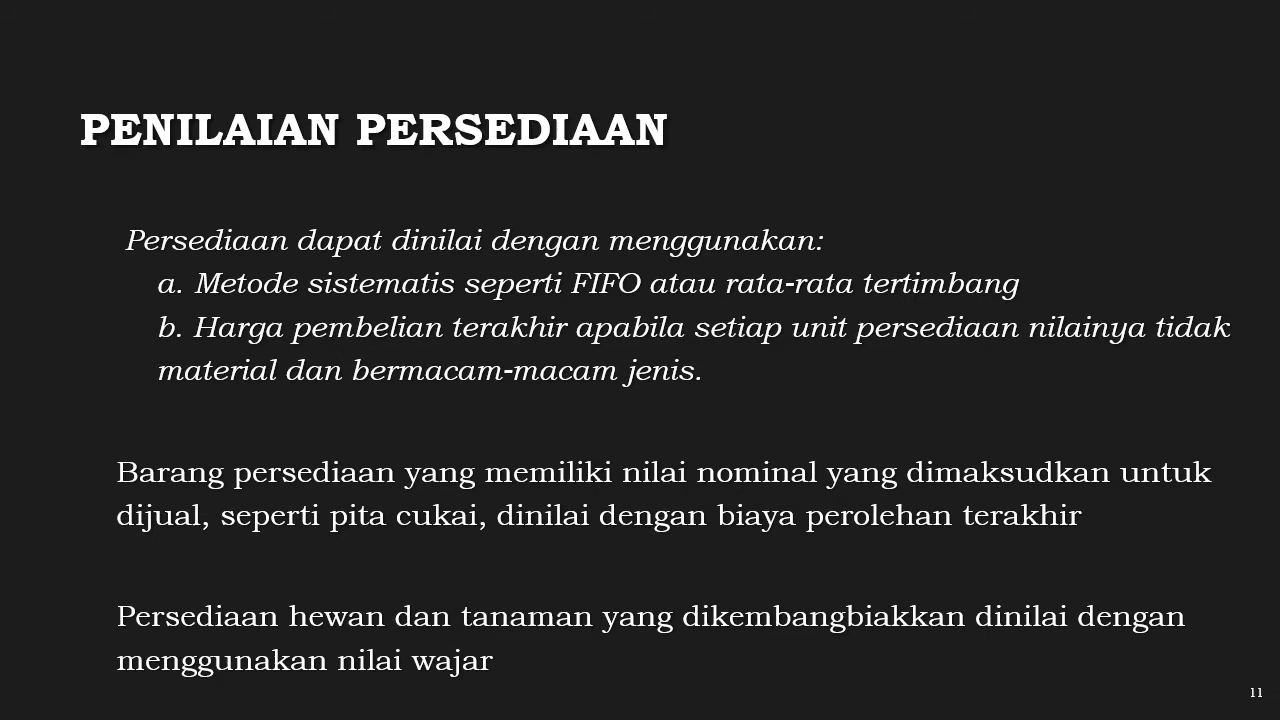 PENILAIAN PERSEDIAAN
Persediaan dapat dinilai dengan menggunakan:
a. Metode sistematis seperti FIFO atau rata-rata tertimbang
b. Harga pembelian terakhir apabila setiap unit persediaan nilainya tidak
material dan bermacam-macam jenis.
Barang persediaan yang memiliki nilai nominal yang dimaksudkan untuk
dijual, seperti pita cukai, dinilai dengan biaya perolehan terakhir
Persediaan hewan dan tanaman yang dikembangbiakkan dinilai dengan
menggunakan nilai wajar
11